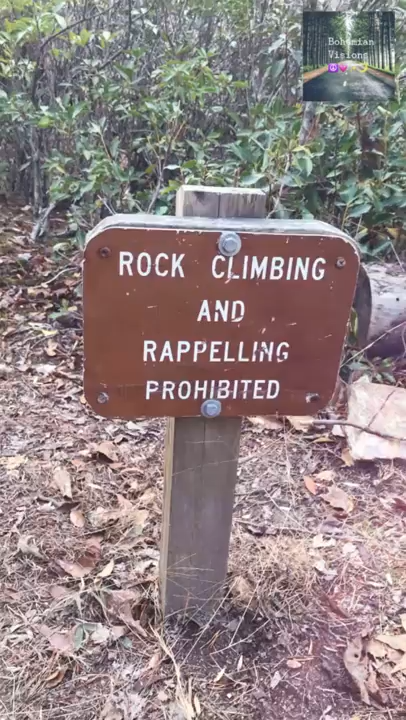 Bohemian
Visions
ROCK CLIMBING
AND
RAPPELLING
PROHIBITED